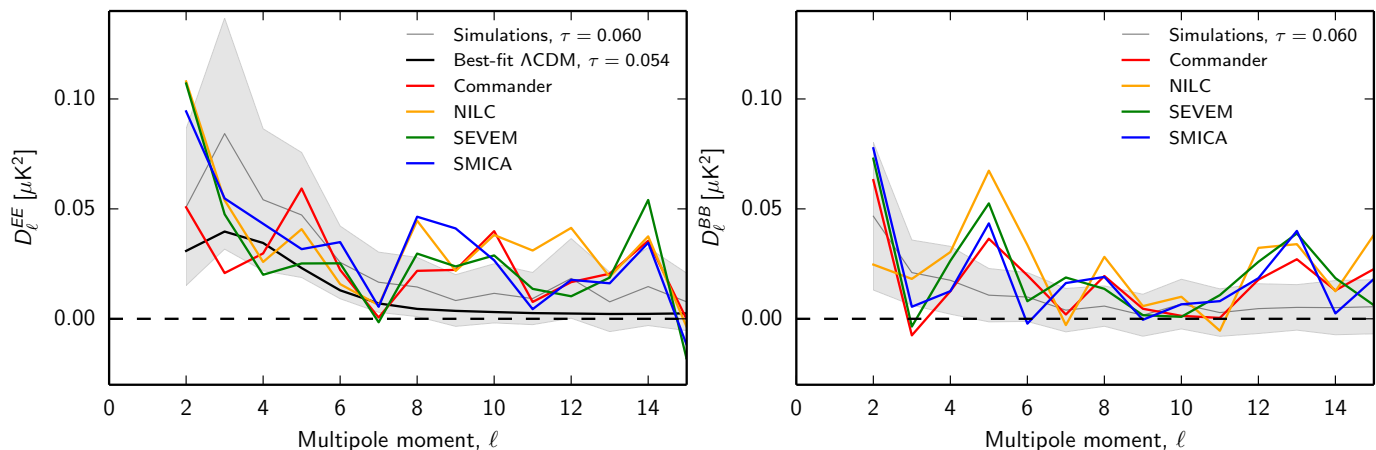 D_ℓ^{EE} [μK²]
0.10
0.05
0.00
Simulations, τ = 0.060
Best-fit ΛCDM, τ = 0.054
Commander
NILC
SEVEM
SMICA
0 2 4 6 8 10 12 14
Multipole moment, ℓ
D_ℓ^{BB} [μK²]
0.10
0.05
0.00
Simulations, τ = 0.060
Commander
NILC
SEVEM
SMICA
0 2 4 6 8 10 12 14
Multipole moment, ℓ